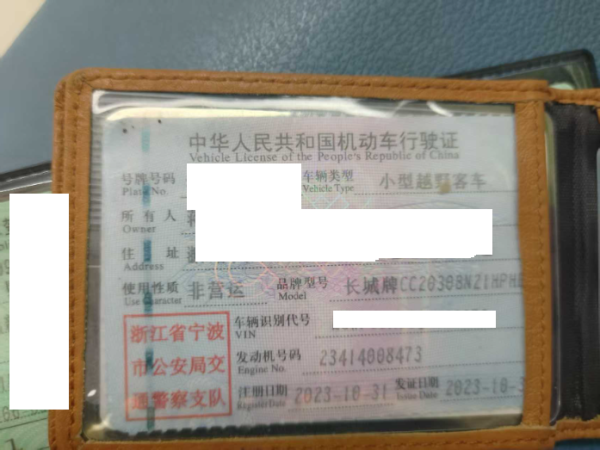 中华人民共和国机动车行驶证
Vehicle License of the People's Republic of China
号牌号码 车辆类型 小型越野客车
Plate No. Vehicle Type
所有人
Owner
住址
Address
使用性质 非营运 品牌型号 长城牌CC2030BN21HPHE
Use Character Model
车辆识别代号
VIN
浙江省宁波
市公安局交
通警察支队
发动机号码 23414008473
Engine No.
注册日期 2023-10-31 发证日期 2023-10-3
Register Date Issue Date